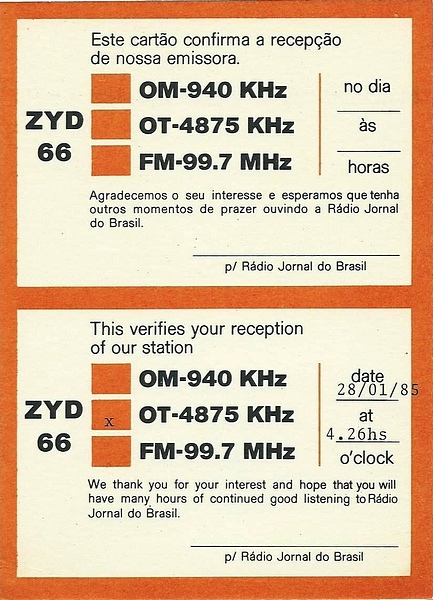 Este cartão confirma a recepção
de nossa emissora.
ZYD
66
OM-940 KHz
OT-4875 KHz
FM-99.7 MHz
no dia
às
horas
Agradecemos o seu interesse e esperamos que tenha
outros momentos de prazer ouvindo a Rádio Jornal
do Brasil.
p/ Rádio Jornal do Brasil
This verifies your reception
of our station
ZYD
66
OM-940 KHz
x OT-4875 KHz
FM-99.7 MHz
date
28/01/85
at
4.26hs
o'clock
We thank you for your interest and hope that you will
have many hours of continued good listening to Rádio
Jornal do Brasil.
p/ Rádio Jornal do Brasil